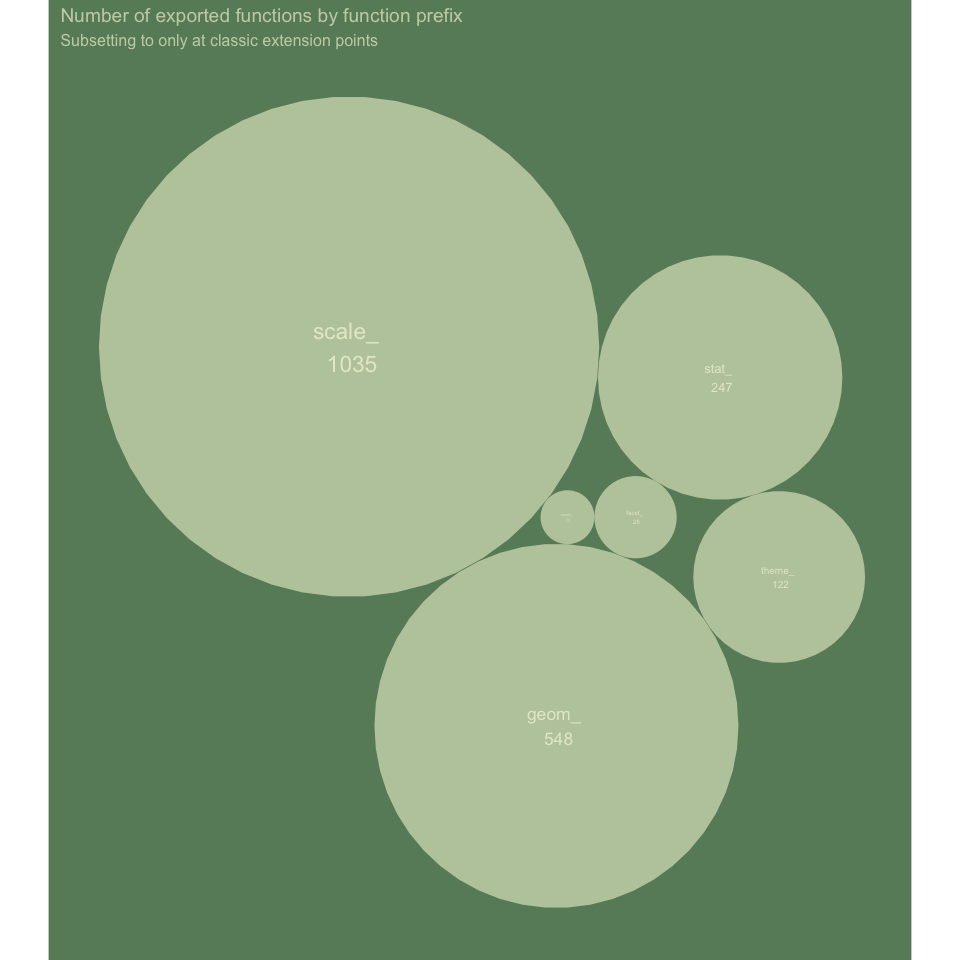 Number of exported functions by function prefix
Subsetting to only at classic extension points
scale_
1035
stat_
247
facet_
theme_
122
geom_
548